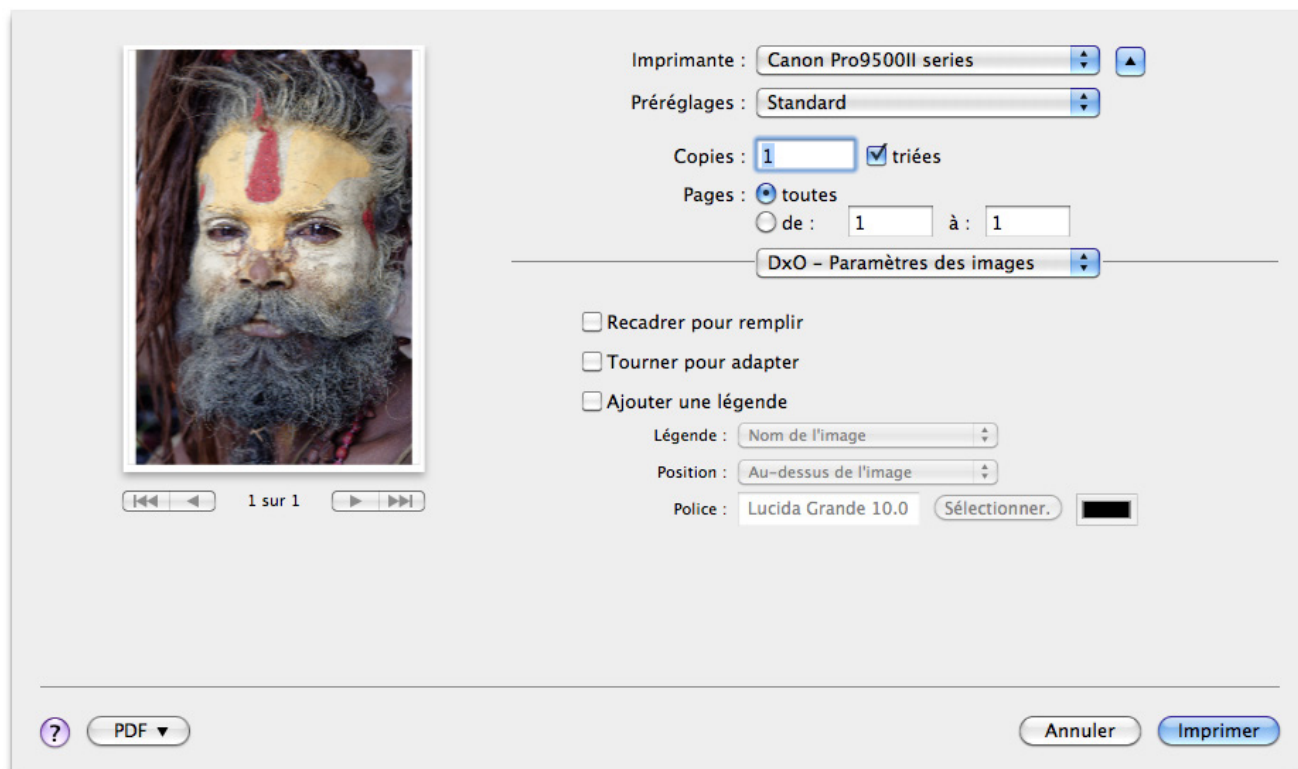 Imprimante : Canon Pro9500II series
Préréglages : Standard
Copies : 1 triées
Pages : toutes
de : 1 à : 1
DxO – Paramètres des images
Recadrer pour remplir
Tourner pour adapter
Ajouter une légende
Légende : Nom de l'image
Position : Au-dessus de l'image
Police : Lucida Grande 10.0 Sélectionner.
1 sur 1
? PDF ▼ Annuler Imprimer